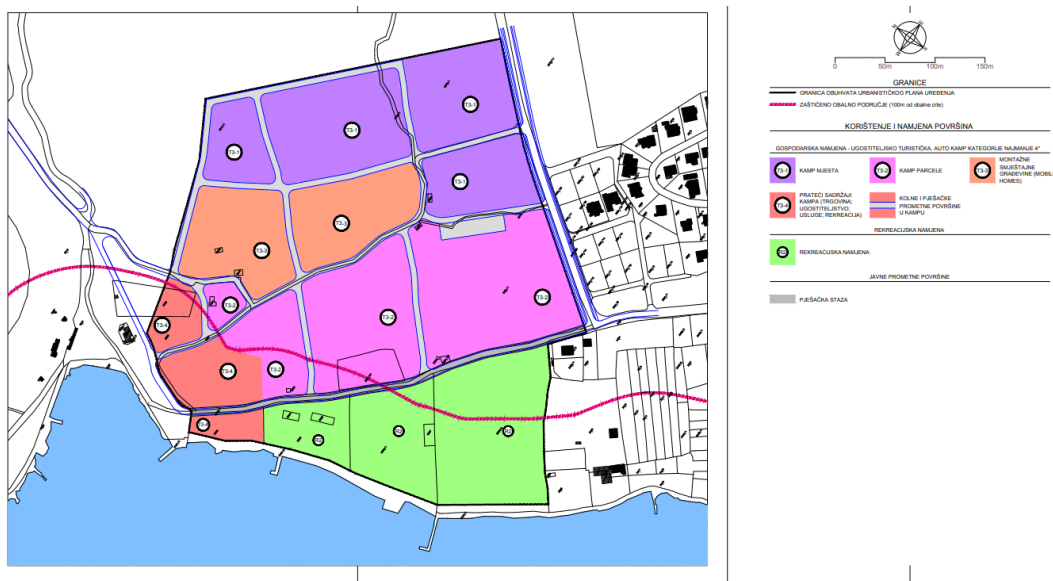 T3-1
T3-1
T3-1
T3-1
T3-3
T3-3
T3-2
T3-2
T3-2
T3-4
T3-4
T3-2
T3-4
0 50m 100m 150m
GRANICE
GRANICA OBUHVATA URBANISTIČKOG PLANA UREĐENJA
ZAŠTIĆENO OBALNO PODRUČJE (100m od obalne crte)
KORIŠTENJE I NAMJENA POVRŠINA
GOSPODARSKA NAMJENA - UGOSTITELJSKO TURISTIČKA, AUTO KAMP KATEGORIJE NAJMANJE 4*
T3-1 KAMP MJESTA
T3-2 KAMP PARCELE
T3-3 MONTAŽNE
SMJEŠTAJNE
GRAĐEVINE (MOBIL
HOMES)
T3-4 PRATEĆI SADRŽAJI
KAMPA (TRGOVINA;
UGOSTITELJSTVO;
USLUGE; REKREACIJA)
KOLNE I PJEŠAČKE
PROMETNE POVRŠINE
U KAMPU
REKREACIJSKA NAMJENA
REKREACIJSKA NAMJENA
JAVNE PROMETNE POVRŠINE
PJEŠAČKA STAZA